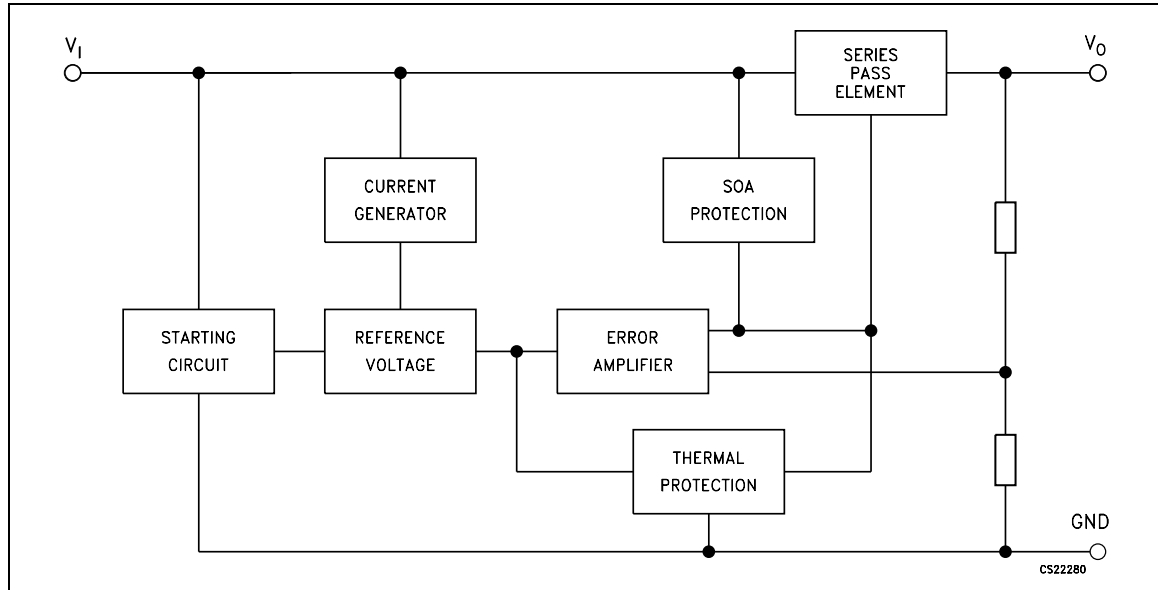 V_I
V_O
SERIES
PASS
ELEMENT
CURRENT
GENERATOR
SOA
PROTECTION
STARTING
CIRCUIT
REFERENCE
VOLTAGE
ERROR
AMPLIFIER
THERMAL
PROTECTION
GND
CS22280